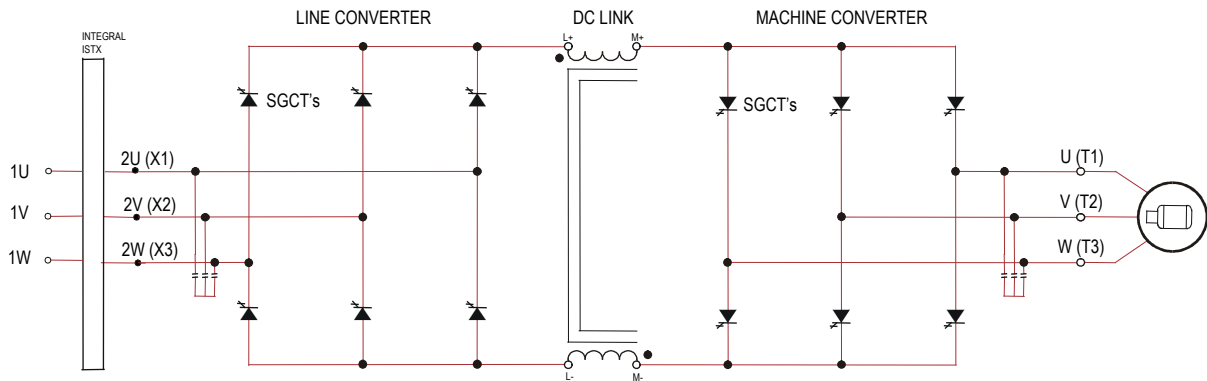 LINE CONVERTER
DC LINK
MACHINE CONVERTER
INTEGRAL
ISTX
L+
M+
SGCT's
SGCT's
2U (X1)
U (T1)
1U
2V (X2)
V (T2)
1V
2W (X3)
W (T3)
1W
L-
M-